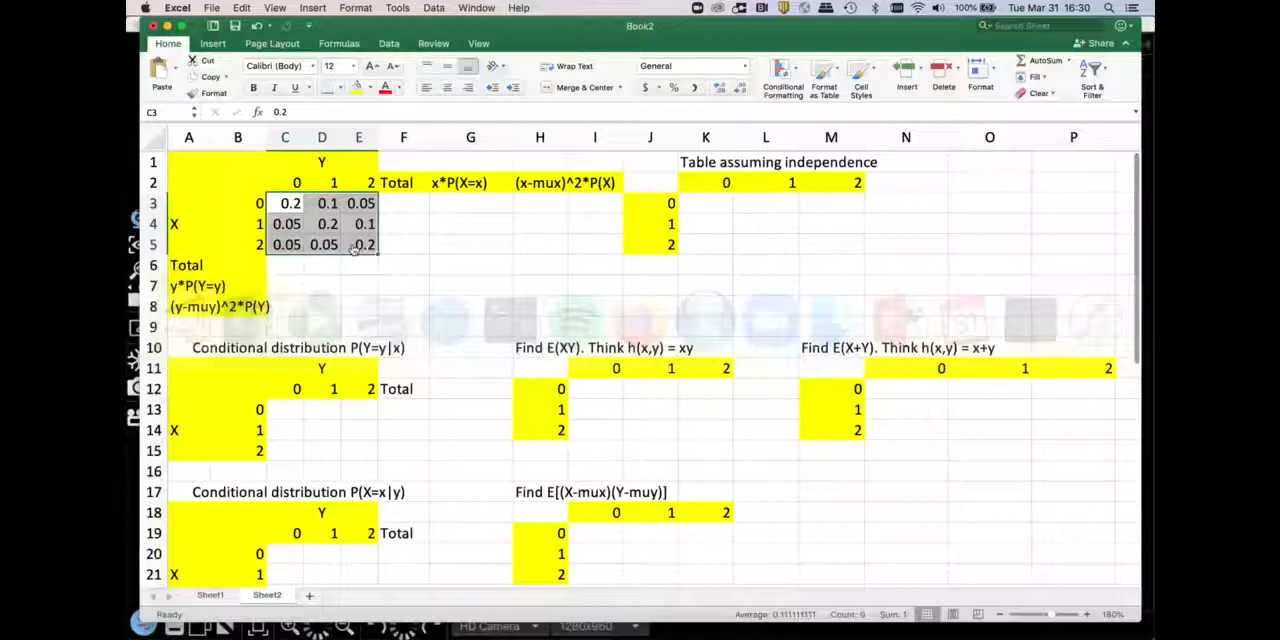 Excel File Edit View Insert Format Tools Data Window Help 100% Tue Mar 31 16:30
Book2 Search Sheet
Home Insert Page Layout Formulas Data Review View Share
Paste Cut Copy Format Calibri (Body) 12 Wrap Text General Conditional Formatting Format as Table Cell Styles Insert Delete Format AutoSum Fill Clear Sort & Filter
B I U A Merge & Center $ %
C3 fx 0.2
A B C D E F G H I J K L M N O P
1 Y Table assuming independence
2 0 1 2 Total x*P(X=x) (x-mux)^2*P(X) 0 1 2
3 0 0.2 0.1 0.05 0
4 X 1 0.05 0.2 0.1 1
5 2 0.05 0.05 0.2 2
6 Total
7 y*P(Y=y)
8 (y-muy)^2*P(Y)
9
10 Conditional distribution P(Y=y|x) Find E(XY). Think h(x,y) = xy Find E(X+Y). Think h(x,y) = x+y
11 Y 0 1 2 0 1 2
12 0 1 2 Total 0 0
13 0 1 1
14 X 1 2 2
15 2
16
17 Conditional distribution P(X=x|y) Find E[(X-mux)(Y-muy)]
18 Y 0 1 2
19 0 1 2 Total 0
20 0 1
21 X 1 2
Sheet1 Sheet2 +
Ready Average: 0.111111111 Count: 9 Sum: 1 180%
HD Camera 1280x960